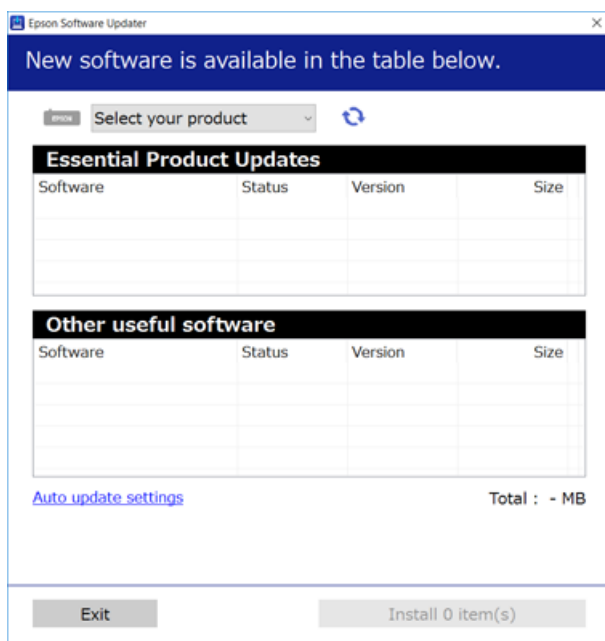 Epson Software Updater
New software is available in the table below.
EPSON Select your product
Essential Product Updates
Software Status Version Size
Other useful software
Software Status Version Size
Auto update settings Total : - MB
Exit Install 0 item(s)